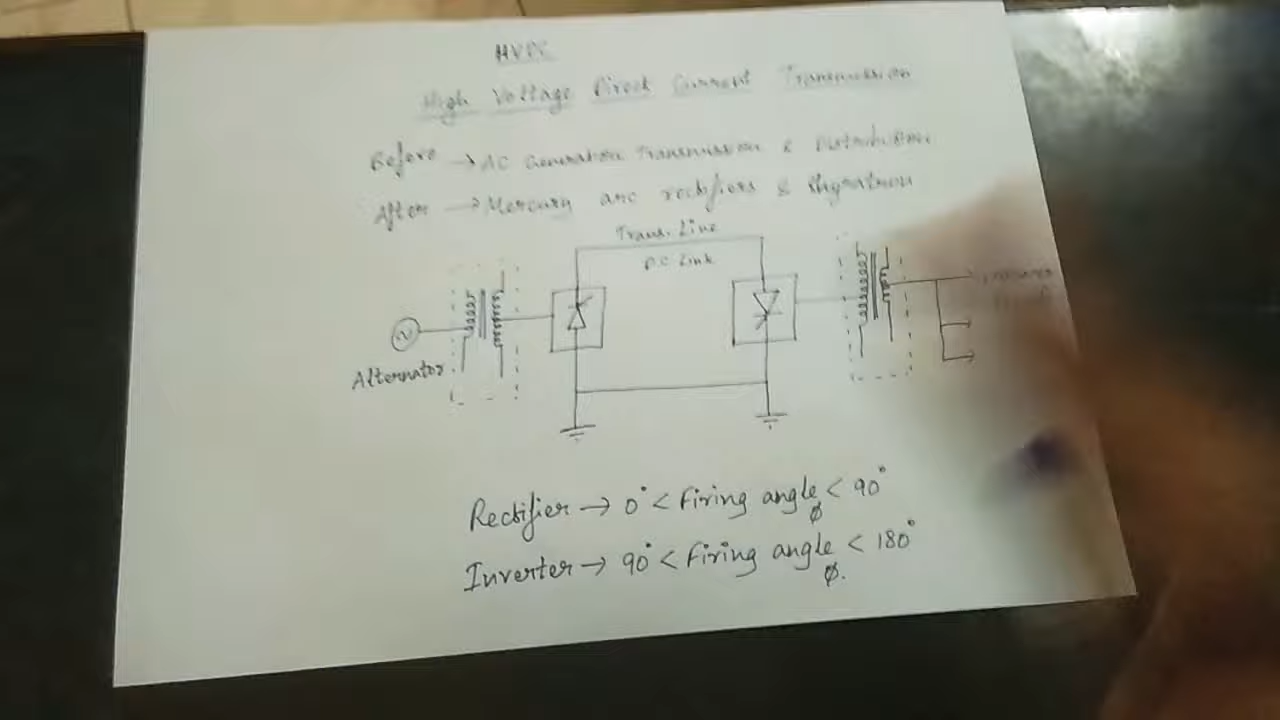 HVDC
High Voltage Direct Current Transmission
Before → AC Generation Transmission & Distribution
After → Mercury arc rectifiers & thyratron
Trans. Line
D.C Link
Alternator
Rectifier → 0° < Firing angle < 90°
ø
Inverter → 90° < Firing angle < 180°
ø.